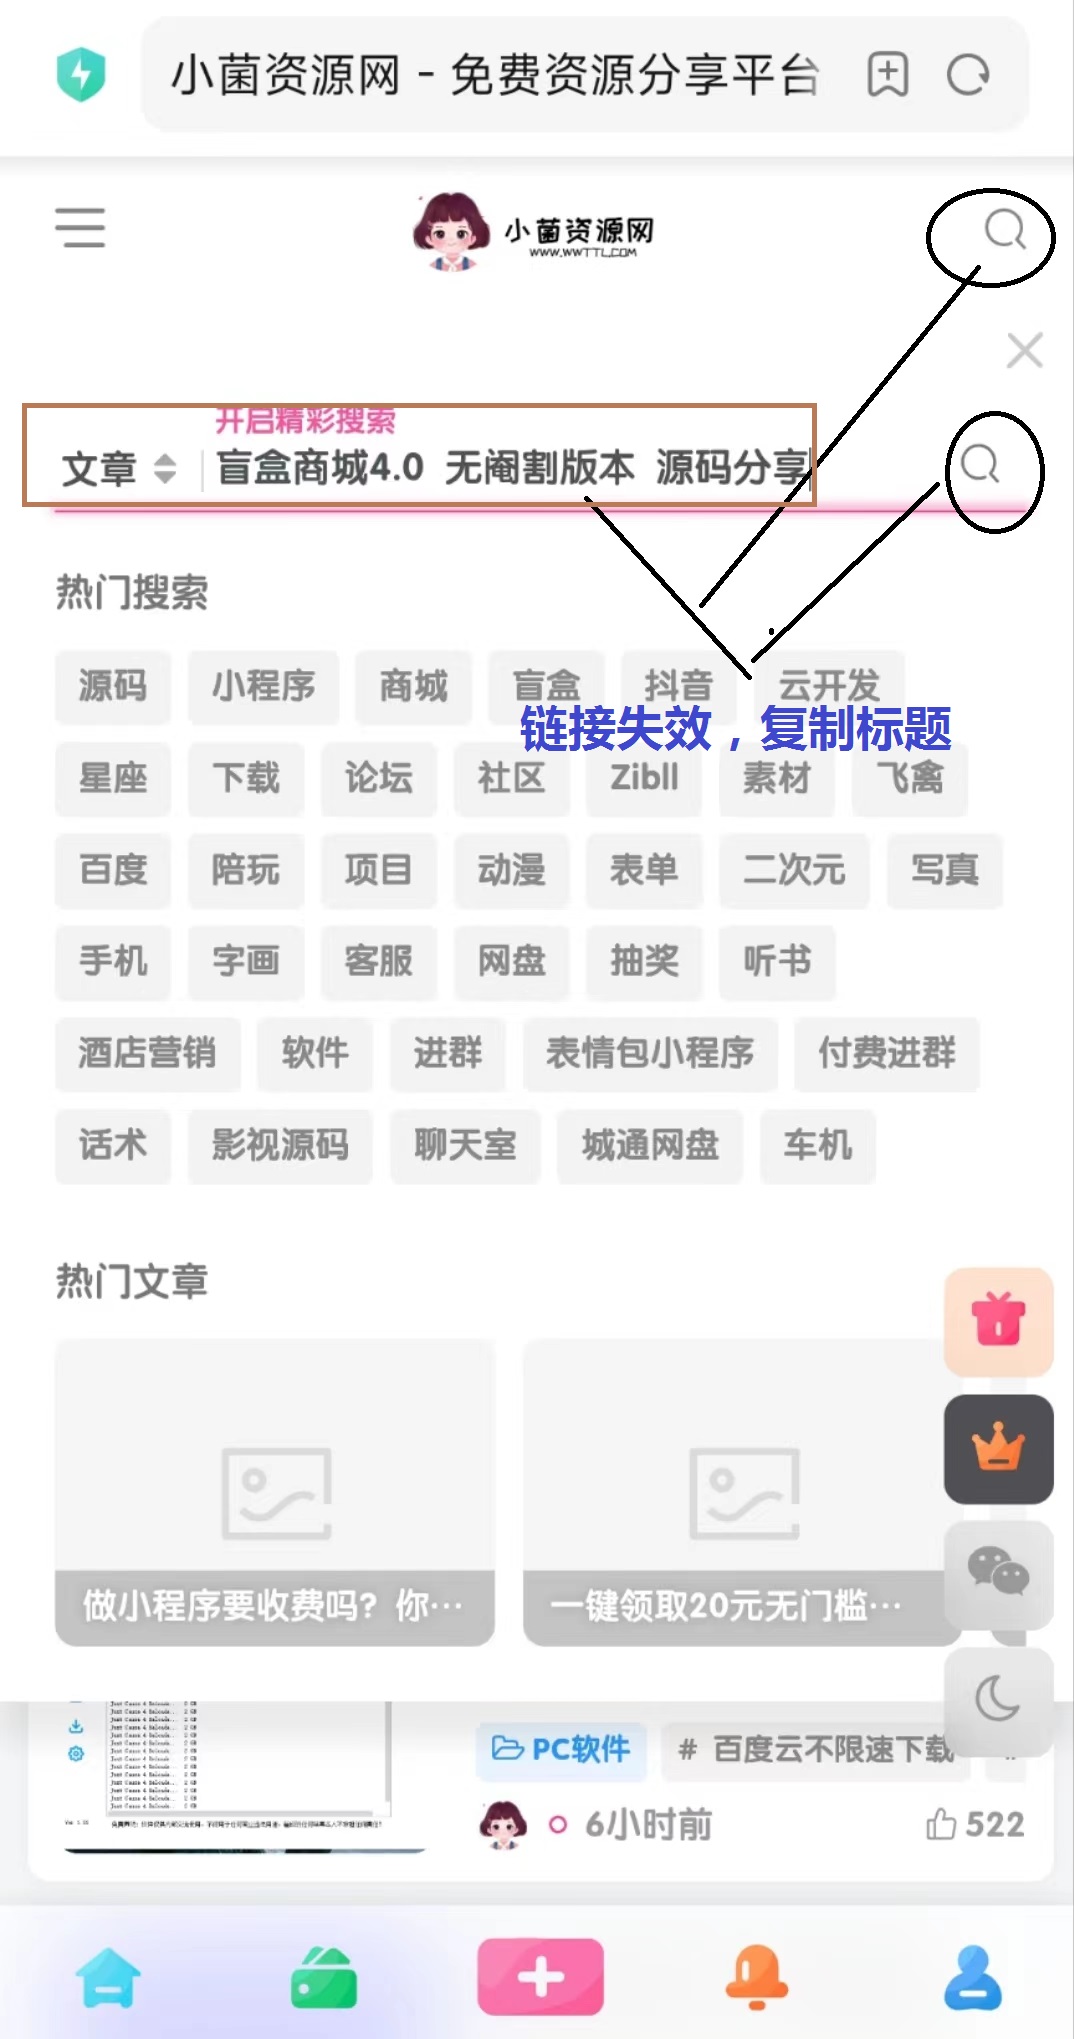 小菌资源网 - 免费资源分享平台
小菌资源网
WWW.WWTTL.COM
开启精彩搜索
文章 盲盒商城4.0 无阉割版本 源码分享
热门搜索
源码 小程序 商城 盲盒 抖音 云开发
链接失效，复制标题
星座 下载 论坛 社区 Zibll 素材 飞禽
百度 陪玩 项目 动漫 表单 二次元 写真
手机 字画 客服 网盘 抽奖 听书
酒店营销 软件 进群 表情包小程序 付费进群
话术 影视源码 聊天室 城通网盘 车机
热门文章
做小程序要收费吗？你…
一键领取20元无门槛…
PC软件 # 百度云不限速下载
6小时前 522